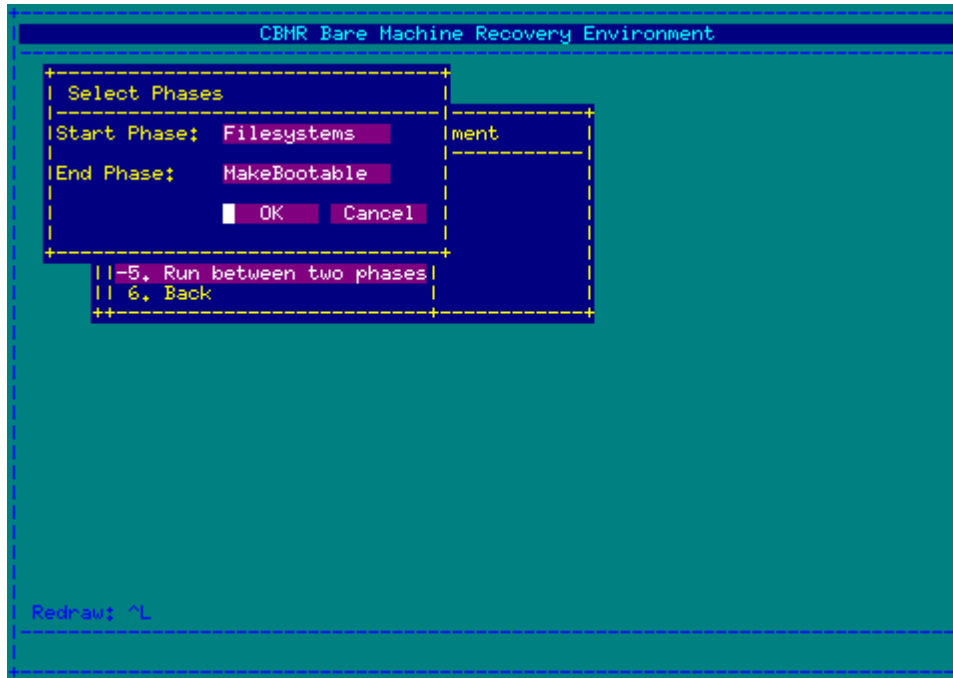 CBMR Bare Machine Recovery Environment
Select Phases
Start Phase: Filesystems
ment
End Phase: MakeBootable
OK Cancel
-5. Run between two phases
6. Back
Redraw: ^L